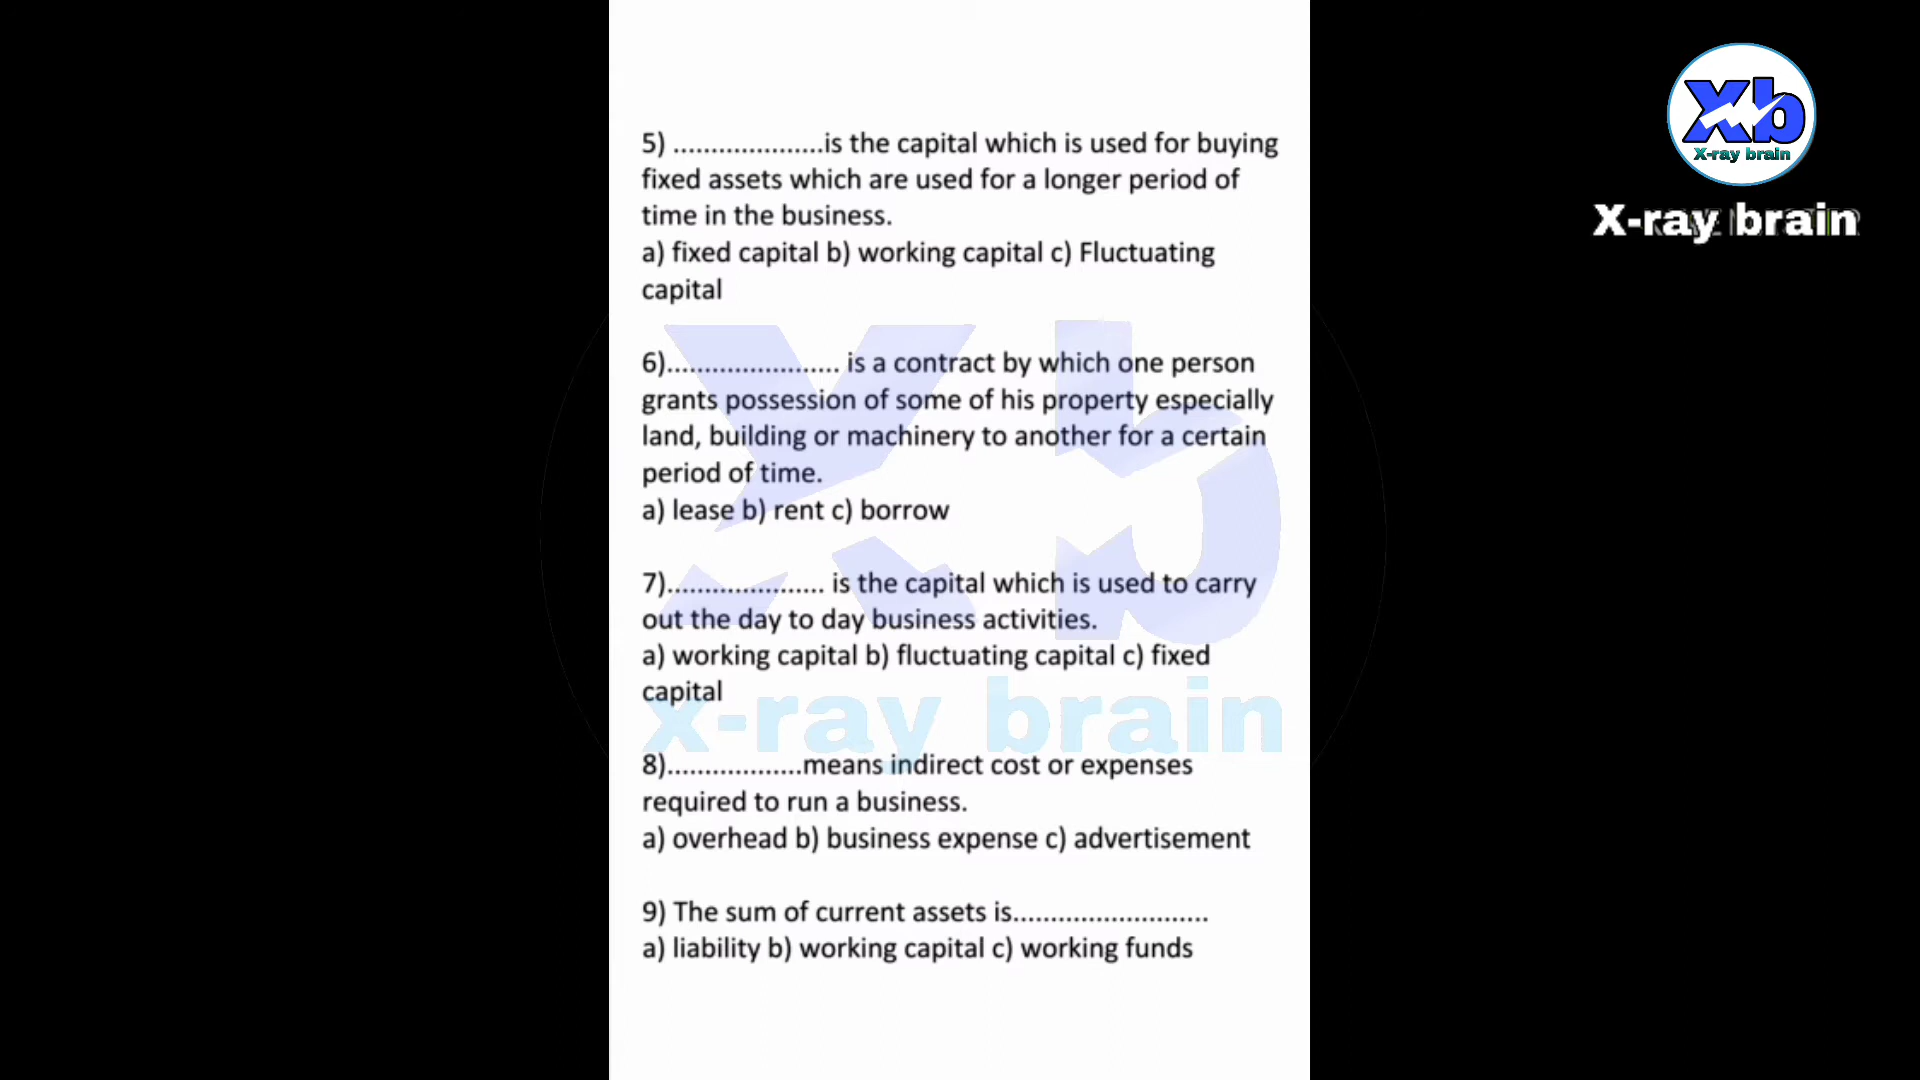 5) ....................is the capital which is used for buying
fixed assets which are used for a longer period of
time in the business.
a) fixed capital b) working capital c) Fluctuating
capital
6)....................... is a contract by which one person
grants possession of some of his property especially
land, building or machinery to another for a certain
period of time.
a) lease b) rent c) borrow
7)..................... is the capital which is used to carry
out the day to day business activities.
a) working capital b) fluctuating capital c) fixed
capital
8)..................means indirect cost or expenses
required to run a business.
a) overhead b) business expense c) advertisement
9) The sum of current assets is..........................
a) liability b) working capital c) working funds
Xb
X-ray brain
X-ray brain
Xb
x-ray brain